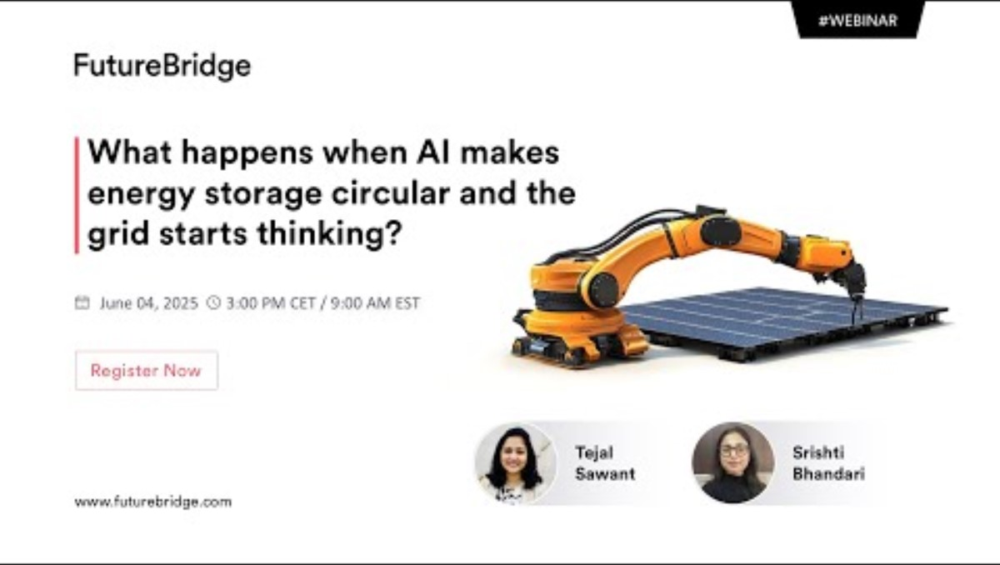 #WEBINAR
FutureBridge
What happens when AI makes
energy storage circular and the
grid starts thinking?
June 04, 2025 3:00 PM CET / 9:00 AM EST
Register Now
Tejal
Sawant
Srishti
Bhandari
www.futurebridge.com